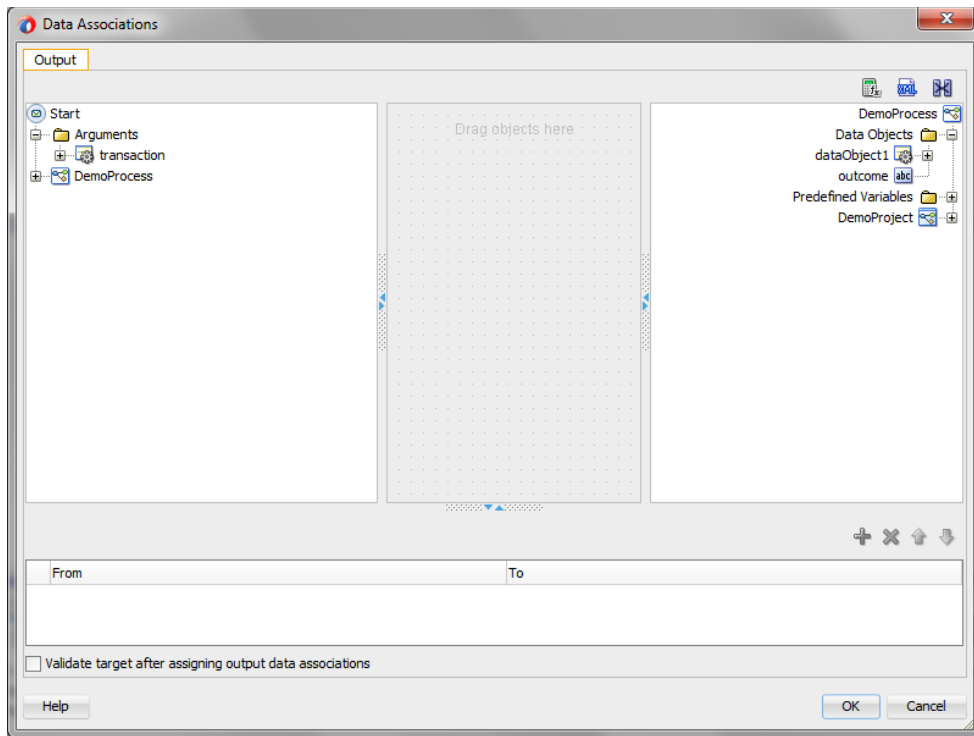 Data Associations
Output
Start
Arguments
transaction
DemoProcess
Drag objects here
DemoProcess
Data Objects
dataObject1
outcome
abc
Predefined Variables
DemoProject
From
To
Validate target after assigning output data associations
Help
OK
Cancel